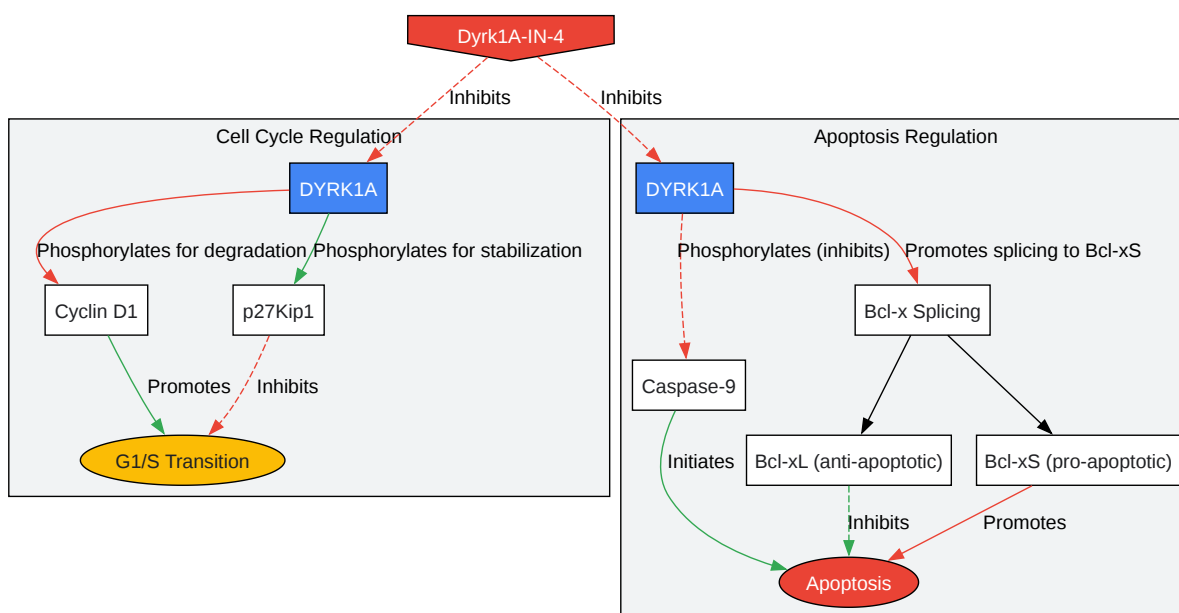 Dyrk1A-IN-4
Inhibits
Inhibits
Cell Cycle Regulation
DYRK1A
Phosphorylates for degradation
Phosphorylates for stabilization
Cyclin D1
p27Kip1
Promotes
Inhibits
G1/S Transition
Apoptosis Regulation
DYRK1A
Phosphorylates (inhibits)
Promotes splicing to Bcl-xS
Bcl-x Splicing
Caspase-9
Initiates
Bcl-xL (anti-apoptotic)
Bcl-xS (pro-apoptotic)
Inhibits
Promotes
Apoptosis